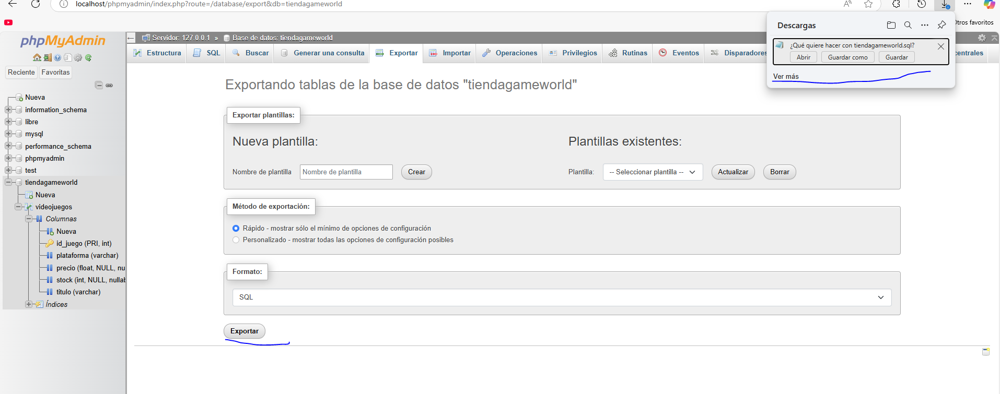 localhost/phpmyadmin/index.php?route=/database/export&db=tiendagameworld
Otros favoritos
Descargas
¿Qué quiere hacer con tiendagameworld.sql?
Abrir Guardar como Guardar
Ver más
phpMyAdmin
Reciente Favoritas
Nueva
information_schema
libre
mysql
performance_schema
phpmyadmin
test
tiendagameworld
Nueva
videojuegos
Columnas
Nueva
id_juego (PRI, int)
plataforma (varchar)
precio (float, NULL, nu
stock (int, NULL, nullab
titulo (varchar)
Índices
Servidor: 127.0.0.1 » Base de datos: tiendagameworld
Estructura SQL Buscar Generar una consulta Exportar Importar Operaciones Privilegios Rutinas Eventos Disparadores centrales
Exportando tablas de la base de datos "tiendagameworld"
Exportar plantillas:
Nueva plantilla: Plantillas existentes:
Nombre de plantilla Nombre de plantilla Crear Plantilla: -- Seleccionar plantilla -- Actualizar Borrar
Método de exportación:
Rápido - mostrar sólo el mínimo de opciones de configuración
Personalizado - mostrar todas las opciones de configuración posibles
Formato:
SQL
Exportar